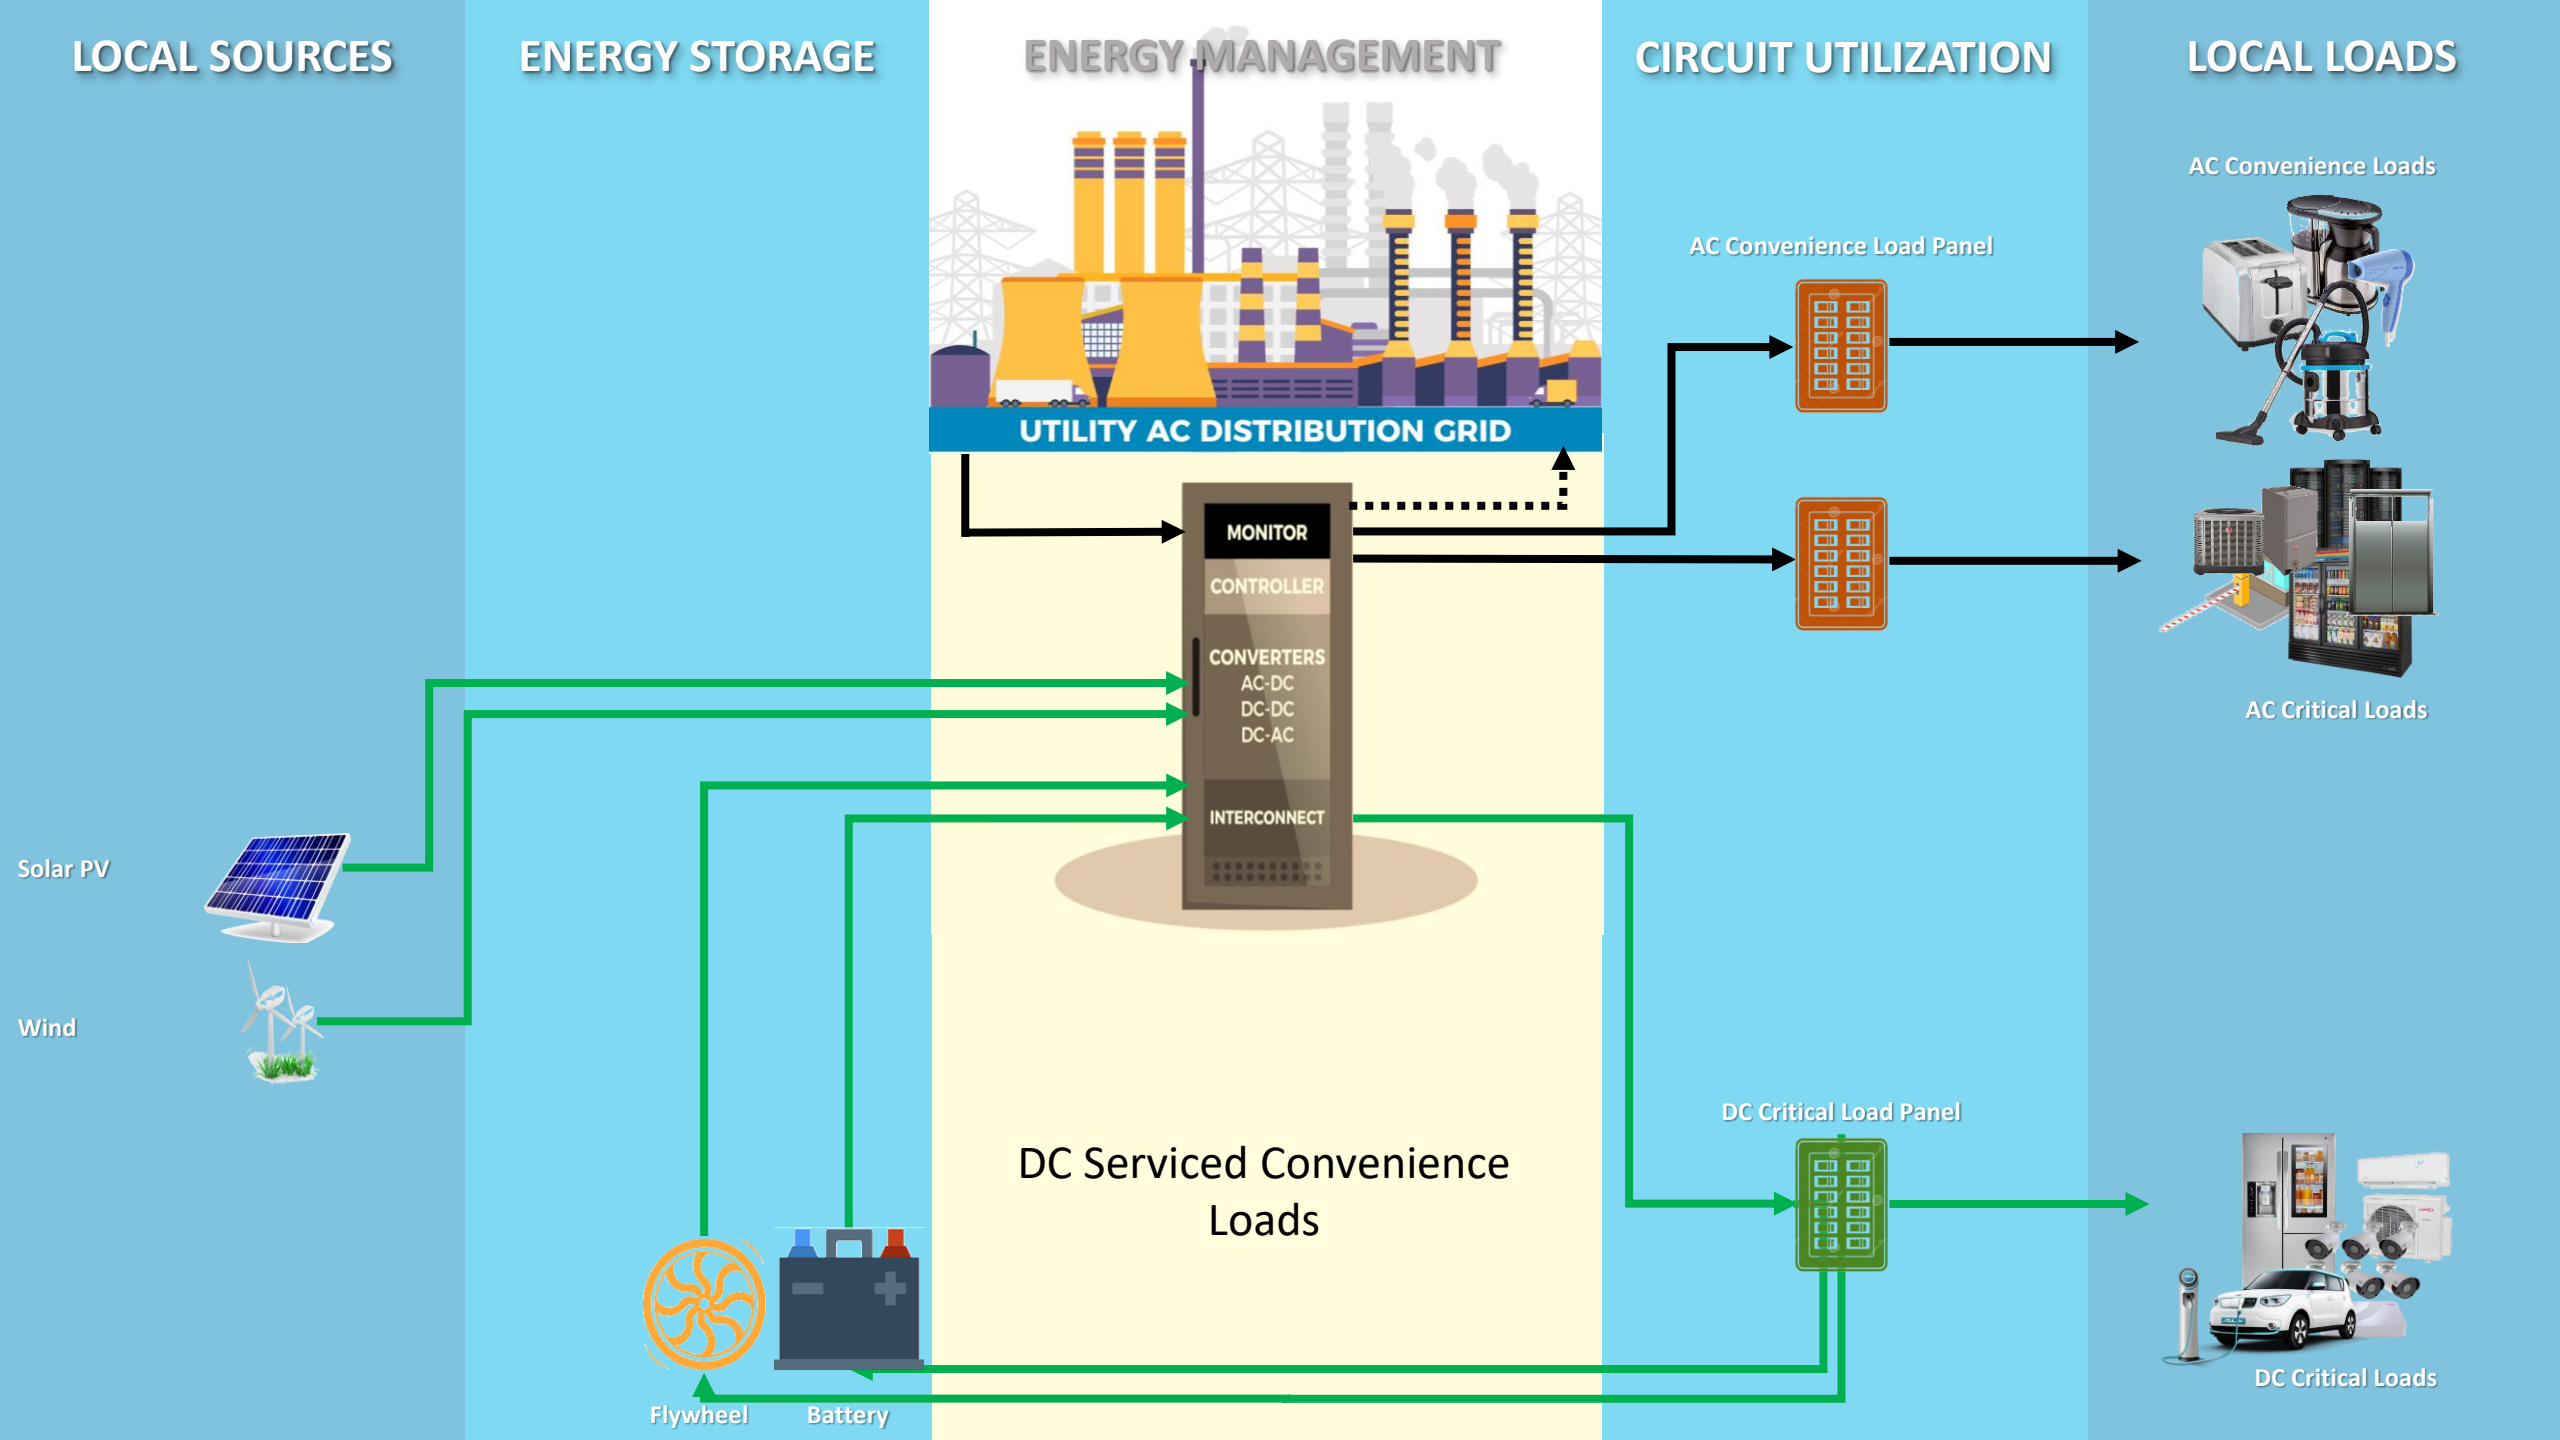 LOCAL SOURCES
ENERGY STORAGE
ENERGY MANAGEMENT
CIRCUIT UTILIZATION
LOCAL LOADS
AC Convenience Loads
AC Convenience Load Panel
UTILITY AC DISTRIBUTION GRID
MONITOR
CONTROLLER
CONVERTERS
AC-DC
DC-DC
DC-AC
INTERCONNECT
AC Critical Loads
Solar PV
Wind
DC Critical Load Panel
DC Serviced Convenience
Loads
DC Critical Loads
Flywheel
Battery